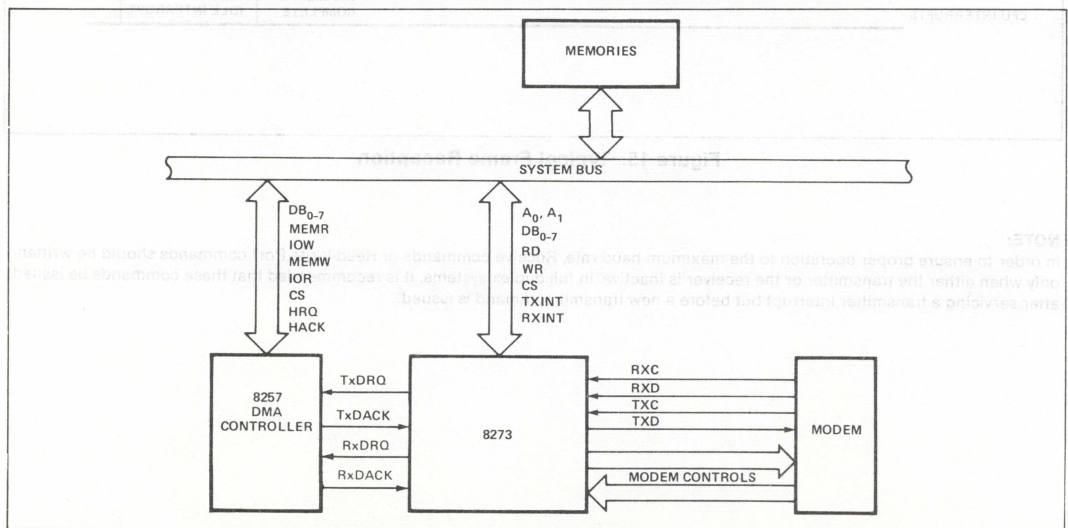 MEMORIES
SYSTEM BUS
DB0-7
MEMR
IOW
MEMW
IOR
CS
HRQ
HACK
A0, A1
DB0-7
RD
WR
CS
TXINT
RXINT
8257
DMA
CONTROLLER
TxDRQ
TxDACK
RxDRQ
RxDACK
8273
RXC
RXD
TXC
TXD
MODEM CONTROLS
MODEM